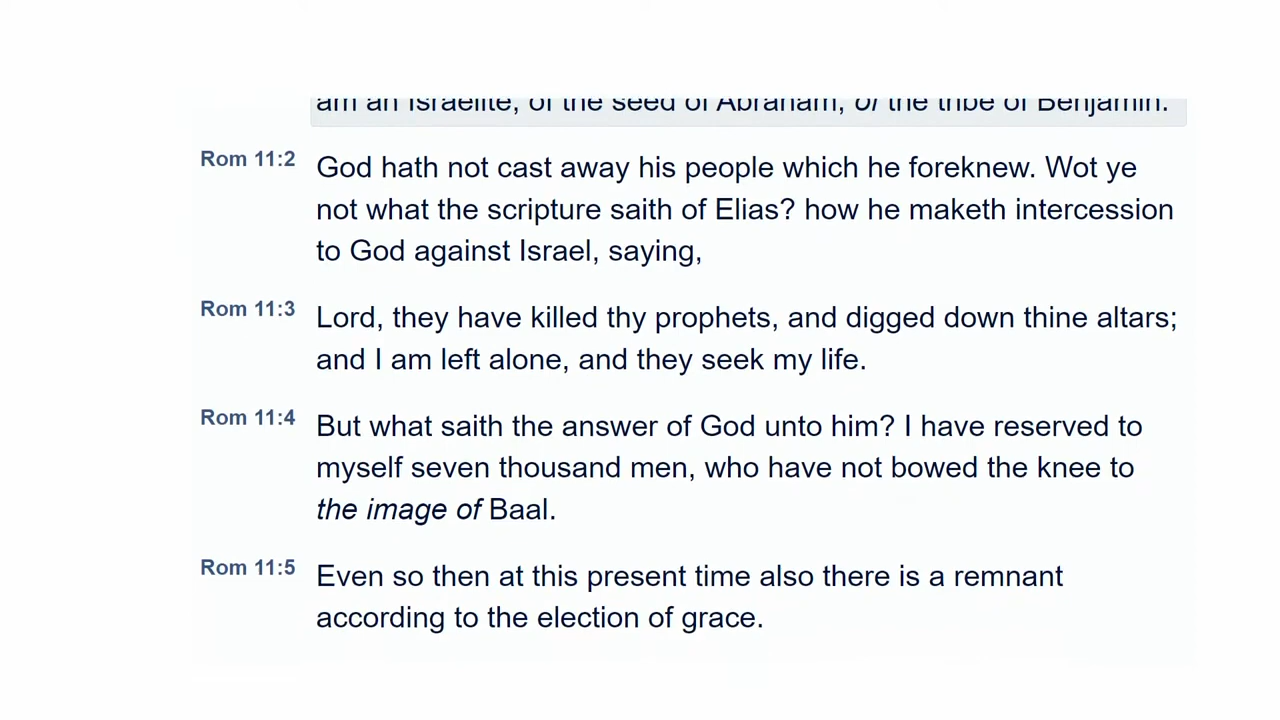 am an Israelite, of the seed of Abraham, of the tribe of Benjamin.
Rom 11:2 God hath not cast away his people which he foreknew. Wot ye
not what the scripture saith of Elias? how he maketh intercession
to God against Israel, saying,
Rom 11:3 Lord, they have killed thy prophets, and digged down thine altars;
and I am left alone, and they seek my life.
Rom 11:4 But what saith the answer of God unto him? I have reserved to
myself seven thousand men, who have not bowed the knee to
the image of Baal.
Rom 11:5 Even so then at this present time also there is a remnant
according to the election of grace.